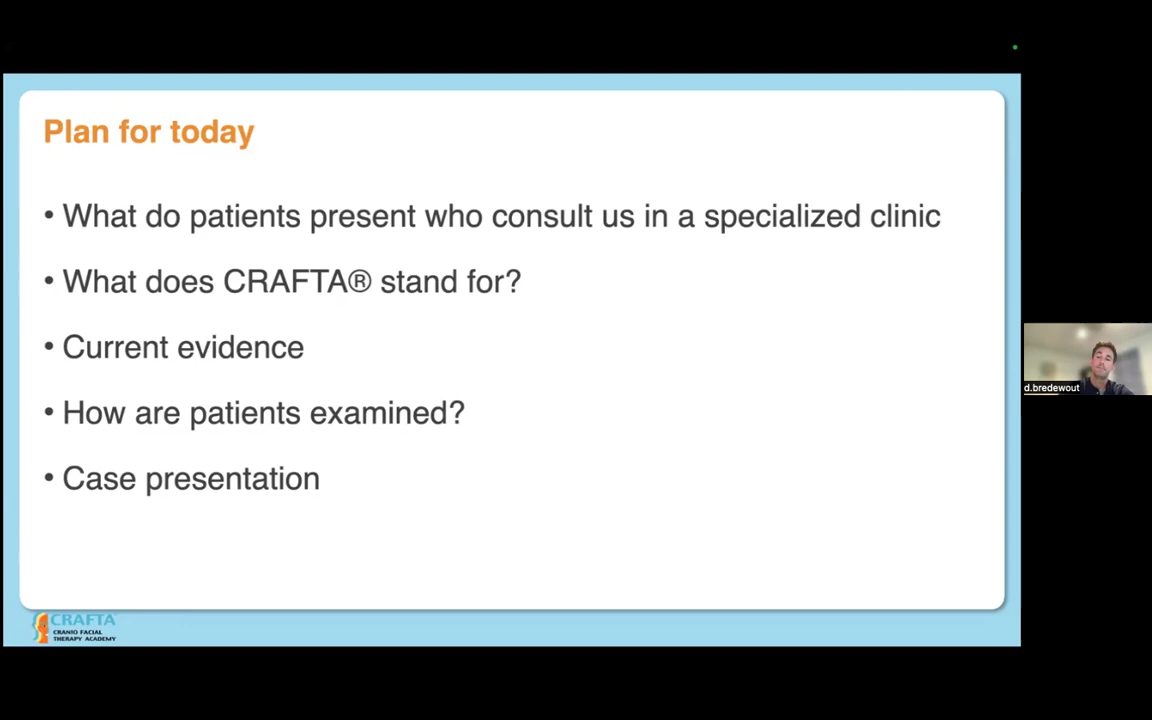 Plan for today
• What do patients present who consult us in a specialized clinic
• What does CRAFTA® stand for?
• Current evidence
• How are patients examined?
• Case presentation
d.bredewout
CRAFTA
CRANIO FACIAL
THERAPY ACADEMY